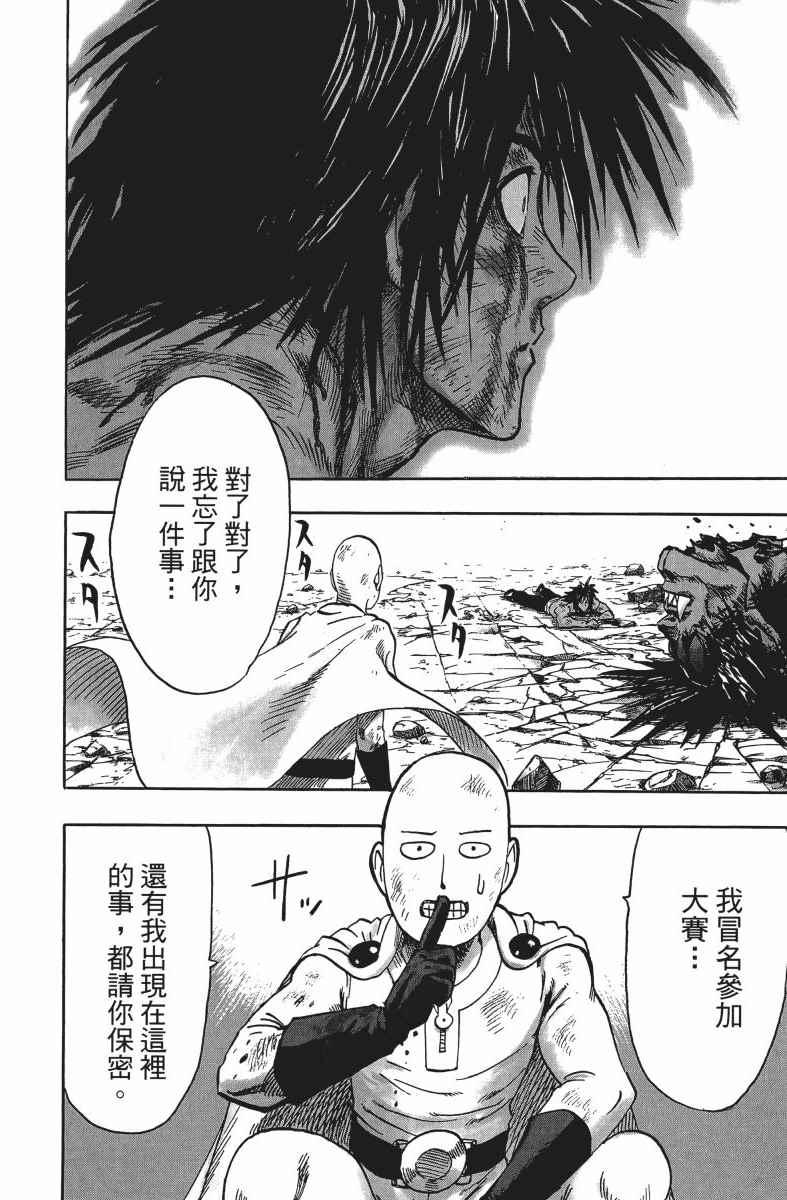 對了對了，
我忘了跟你
說一件事…
スタ
スタ
スタ
我冒名參加
大賽…
サッ
還有我出現在這裡
的事，都請你保密。